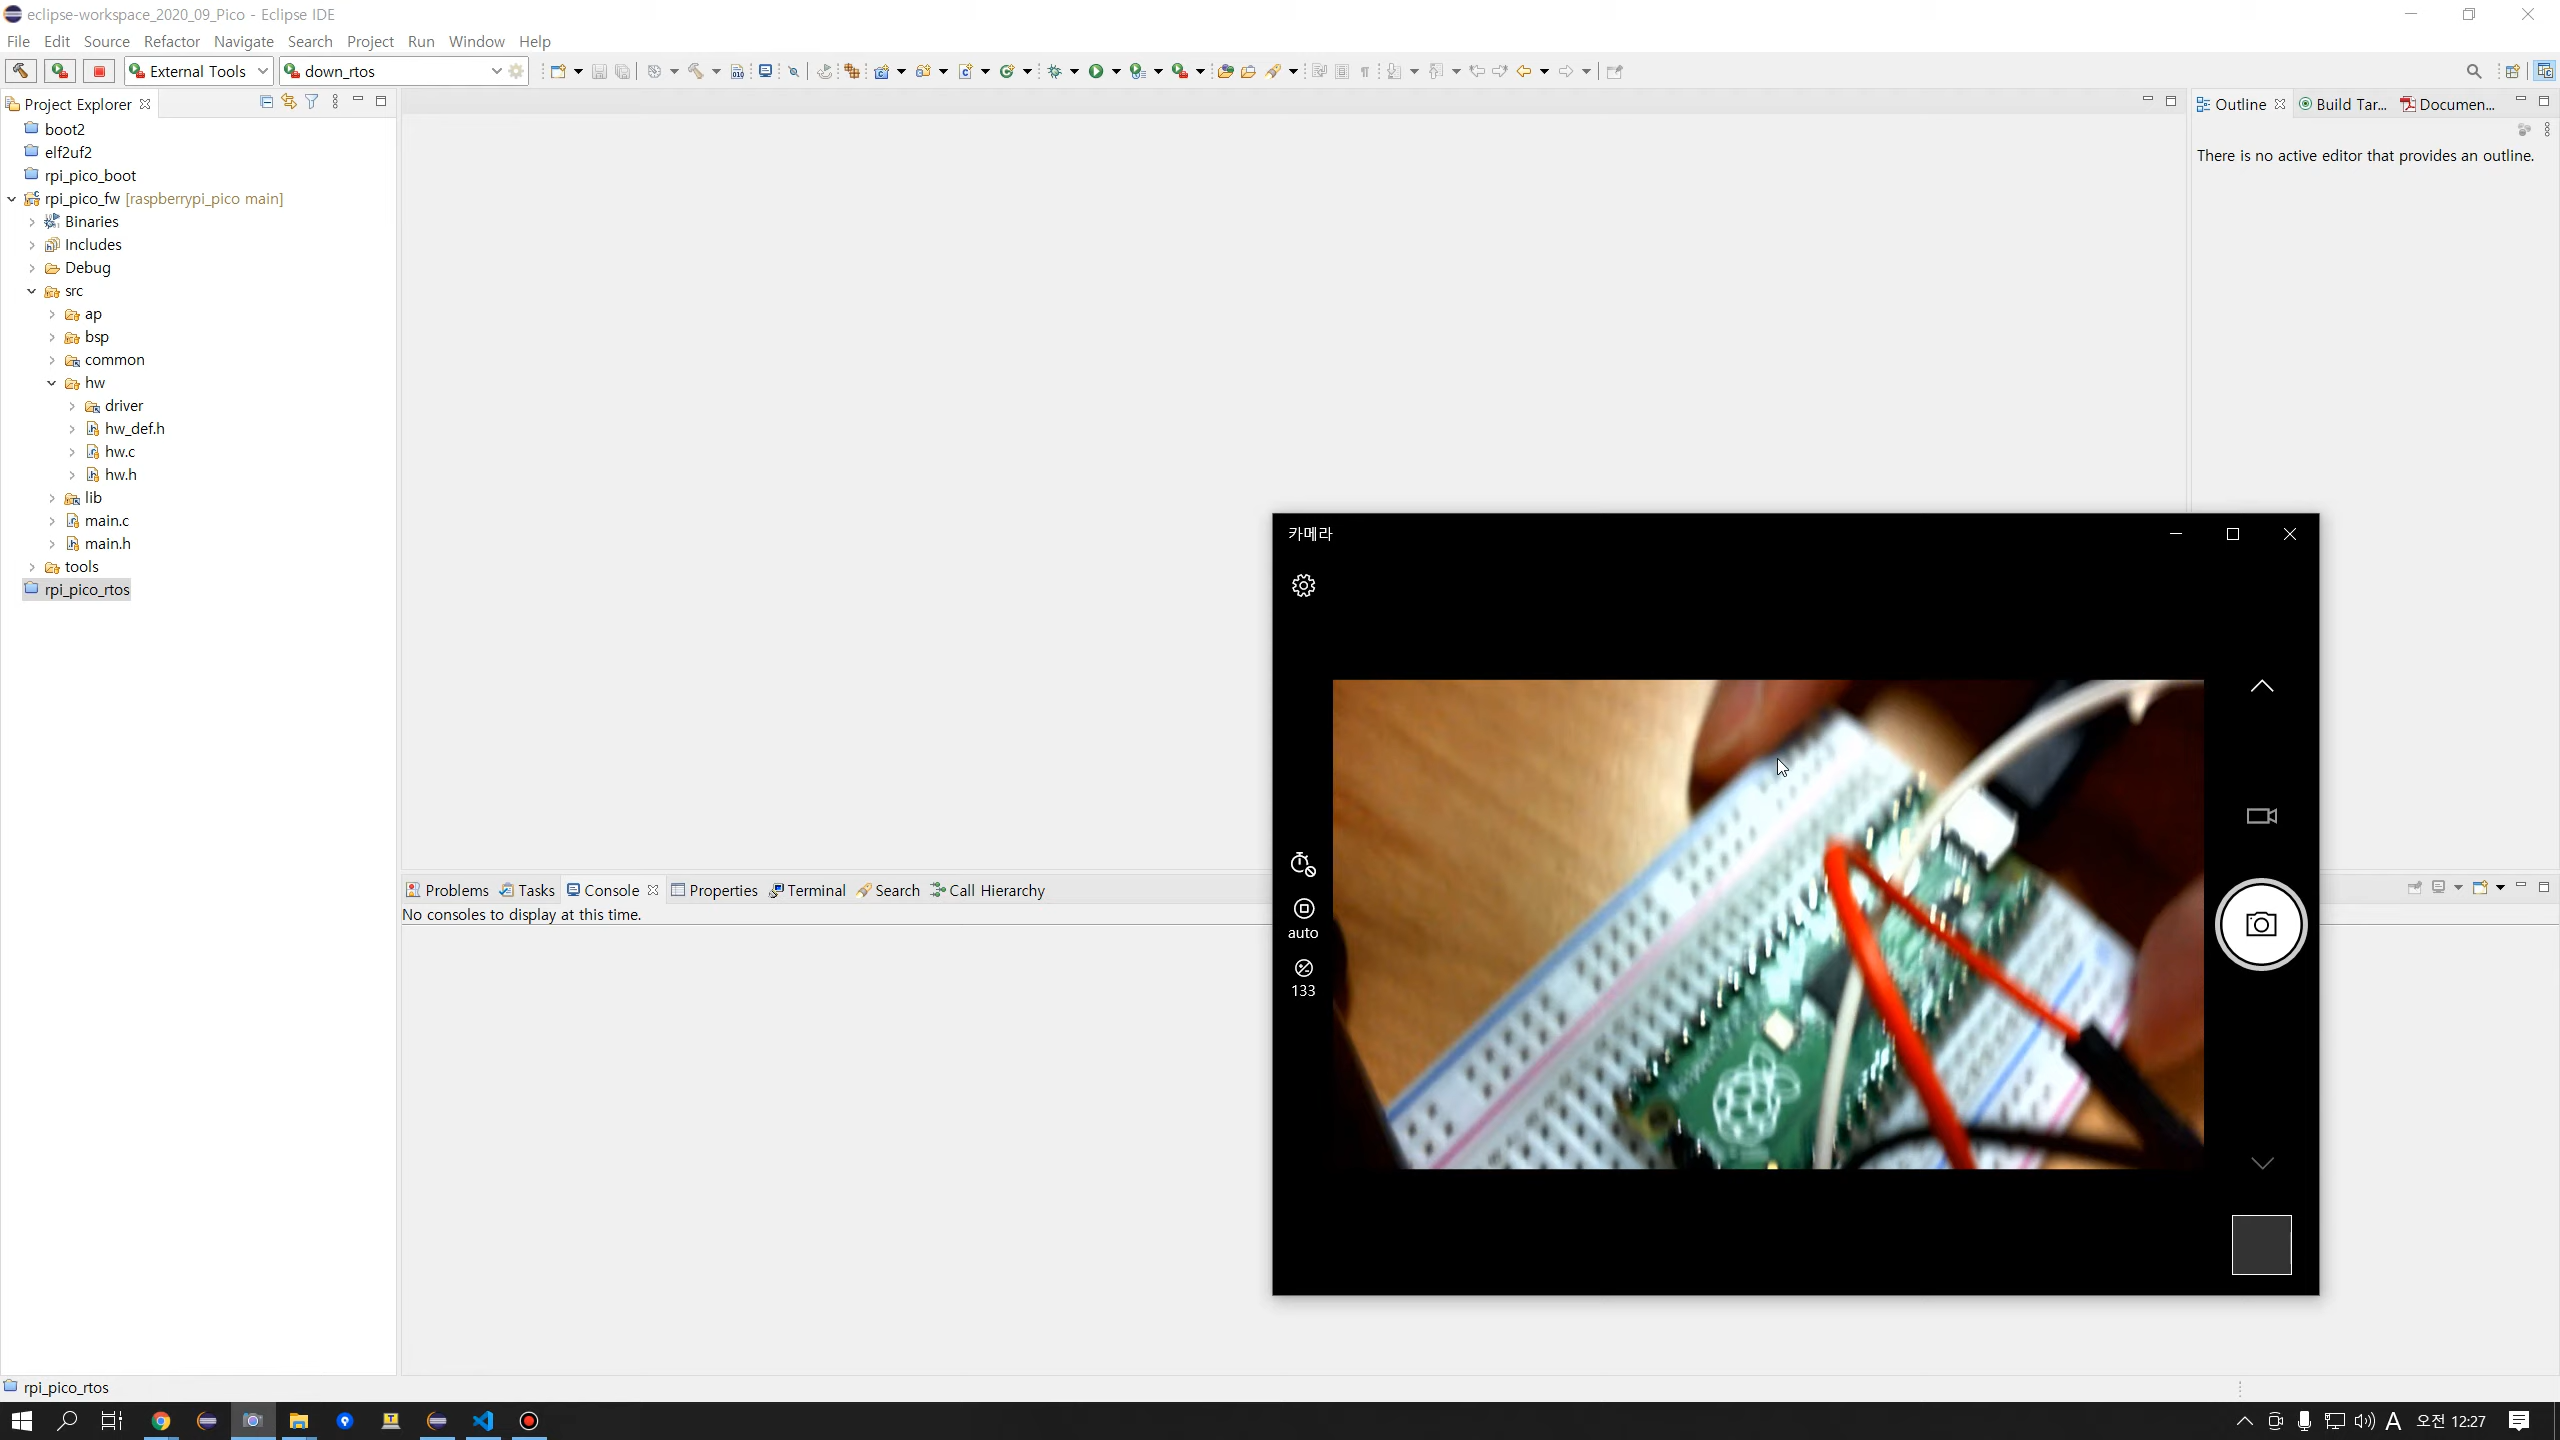 eclipse-workspace_2020_09_Pico - Eclipse IDE
File Edit Source Refactor Navigate Search Project Run Window Help
External Tools down_rtos
Project Explorer
boot2
elf2uf2
rpi_pico_boot
rpi_pico_fw [raspberrypi_pico main]
Binaries
Includes
Debug
src
ap
bsp
common
hw
driver
hw_def.h
hw.c
hw.h
lib
main.c
main.h
tools
rpi_pico_rtos
Outline Build Tar... Documen...
There is no active editor that provides an outline.
카메라
auto
133
Problems Tasks Console Properties Terminal Search Call Hierarchy
No consoles to display at this time.
rpi_pico_rtos
A 오전 12:27